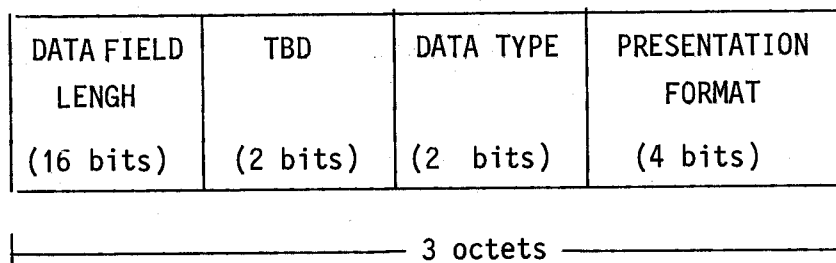 DATA FIELD TBD DATA TYPE PRESENTATION
LENGH FORMAT
(16 bits) (2 bits) (2 bits) (4 bits)
3 octets